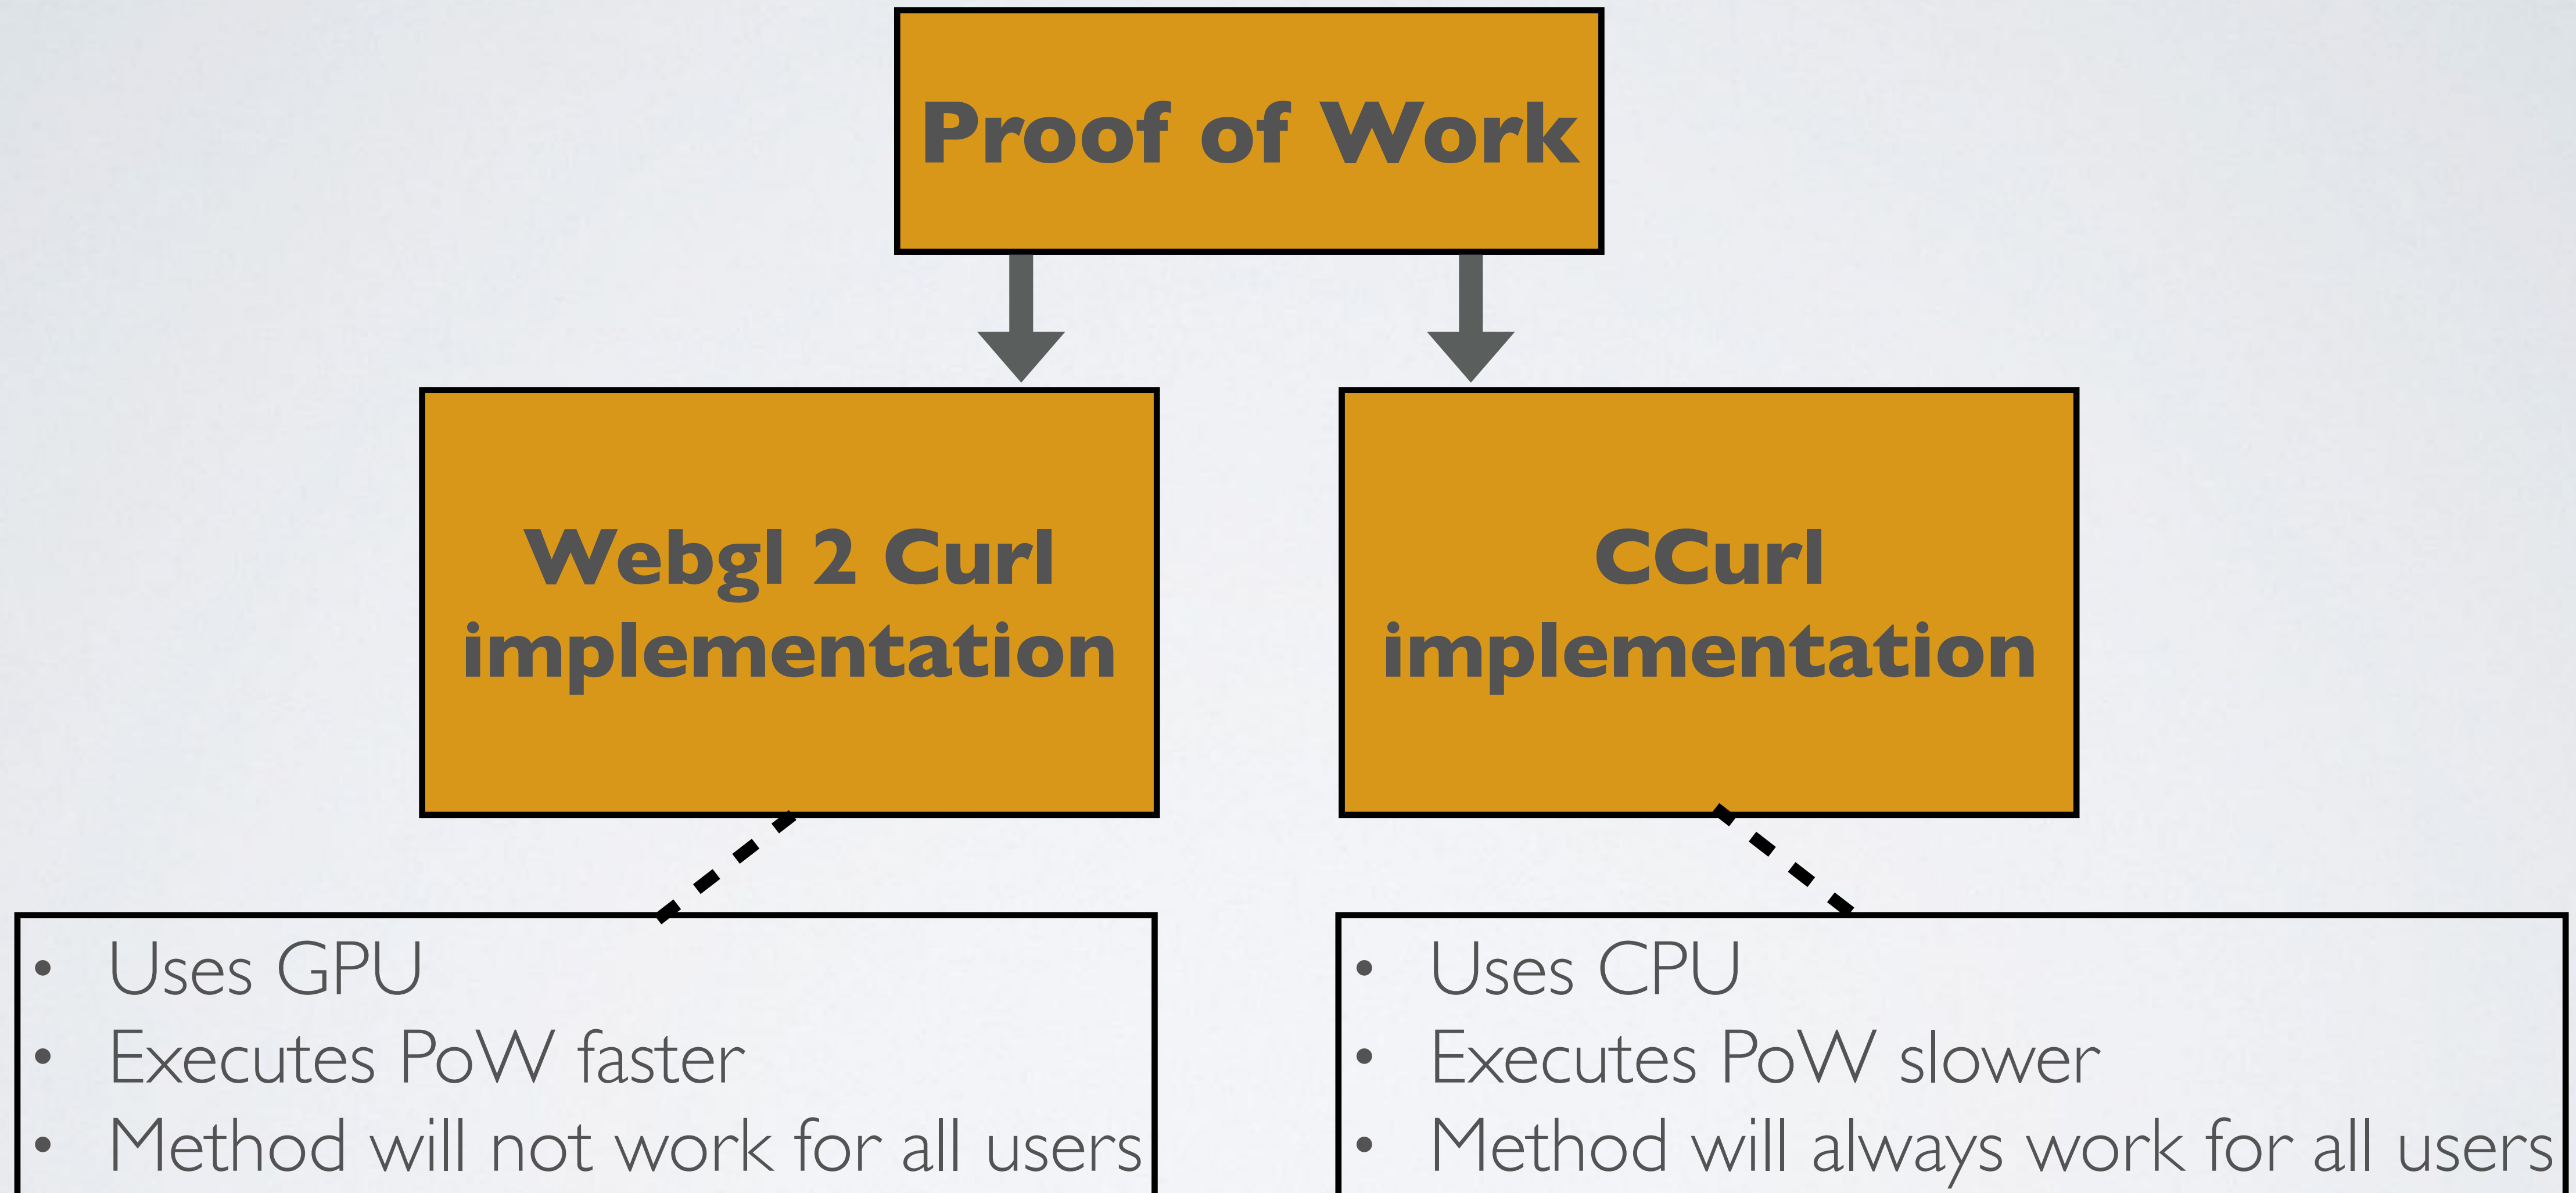 Proof of Work
Webgl 2 Curl
implementation
CCurl
implementation
• Uses GPU
• Executes PoW faster
• Method will not work for all users
• Uses CPU
• Executes PoW slower
• Method will always work for all users